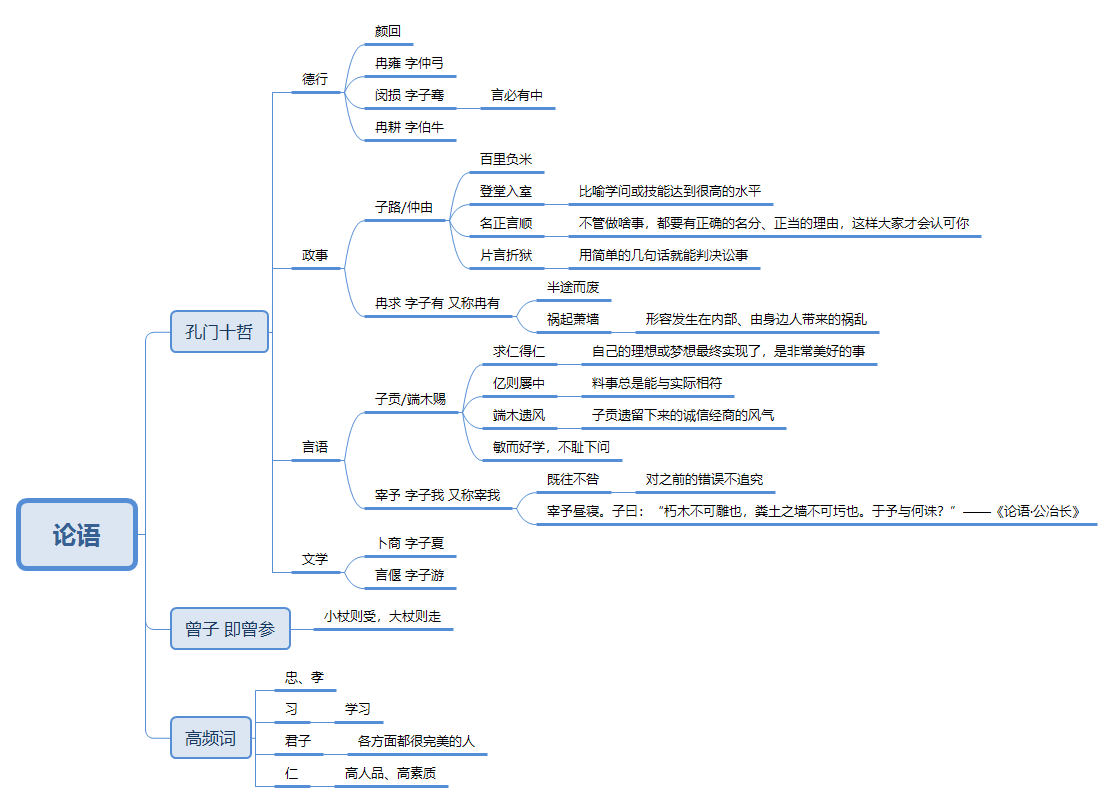 论语
孔门十哲
德行
颜回
冉雍 字仲弓
闵损 字子骞
言必有中
冉耕 字伯牛
政事
子路/仲由
百里负米
登堂入室
比喻学问或技能达到很高的水平
名正言顺
不管做啥事，都要有正确的名分、正当的理由，这样大家才会认可你
片言折狱
用简单的几句话就能判决讼事
冉求 字子有 又称冉有
半途而废
祸起萧墙
形容发生在内部、由身边人带来的祸乱
言语
子贡/端木赐
求仁得仁
自己的理想或梦想最终实现了，是非常美好的事
亿则屡中
料事总是能与实际相符
端木遗风
子贡遗留下来的诚信经商的风气
敏而好学，不耻下问
宰予 字子我 又称宰我
既往不咎
对之前的错误不追究
宰予昼寝。子曰：“朽木不可雕也，粪土之墙不可圬也。于予与何诛？”——《论语·公冶长》
文学
卜商 字子夏
言偃 字子游
曾子 即曾参
小杖则受，大杖则走
高频词
忠、孝
习
学习
君子
各方面都很完美的人
仁
高人品、高素质